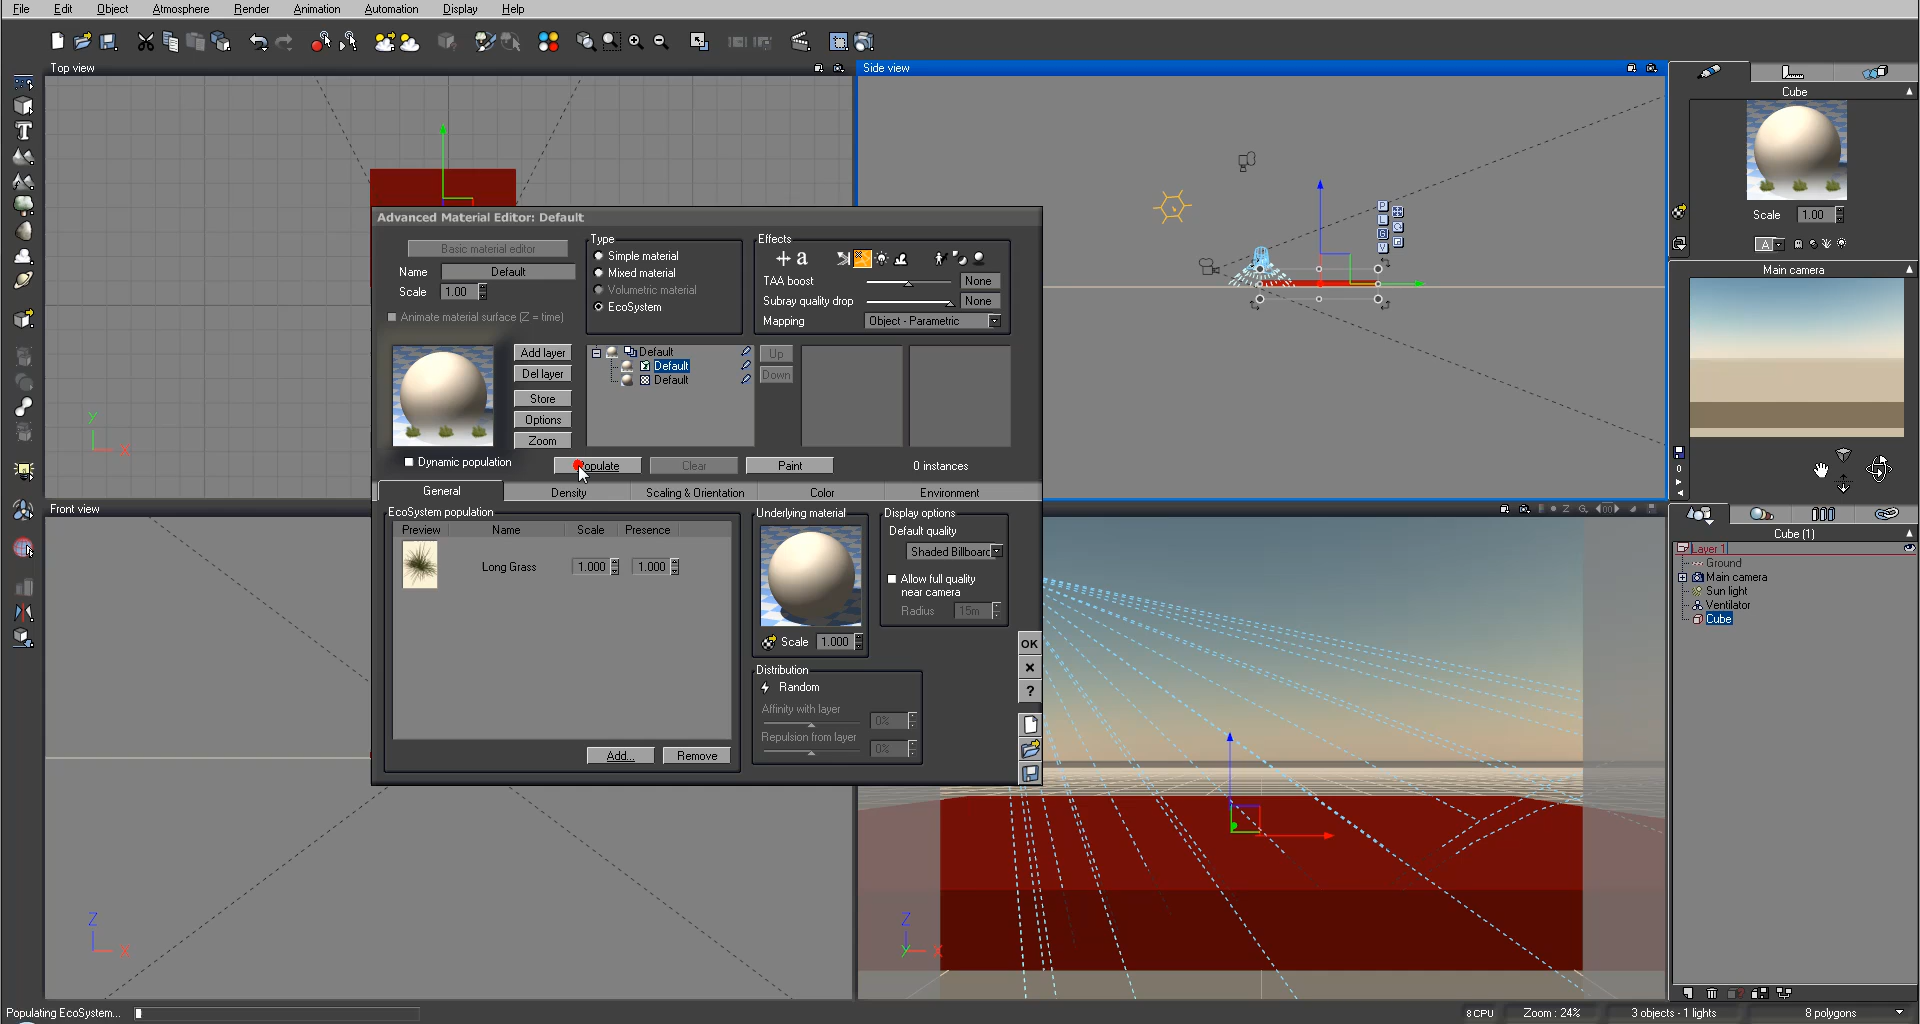 File Edit Object Atmosphere Render Animation Automation Display Help
Top view
Side view
Cube
Scale 1.00
A
Main camera
P
L
G
V
Advanced Material Editor: Default
Basic material editor
Name Default
Scale 1.00
Animate material surface (Z = time)
Type
Simple material
Mixed material
Volumetric material
EcoSystem
Effects
TAA boost None
Subray quality drop None
Mapping Object - Parametric
Add layer
Del layer
Store
Options
Zoom
Default
Default
Default
Up
Down
Dynamic population
Populate Clear Paint 0 instances
General Density Scaling & Orientation Color Environment
EcoSystem population
Preview Name Scale Presence
Long Grass 1.000 1.000
Add... Remove
Underlying material
Scale 1.000
Display options
Default quality
Shaded Billboard
Allow full quality
near camera
Radius 15m
Distribution
Random
Affinity with layer 0%
Repulsion from layer 0%
OK
×
?
Front view
Y
X
Z
X
Z
Y
X
0
Cube (1)
Layer 1
Ground
Main camera
Sun light
Ventilator
Cube
Populating EcoSystem...
8 CPU Zoom : 24% 3 objects - 1 lights 8 polygons